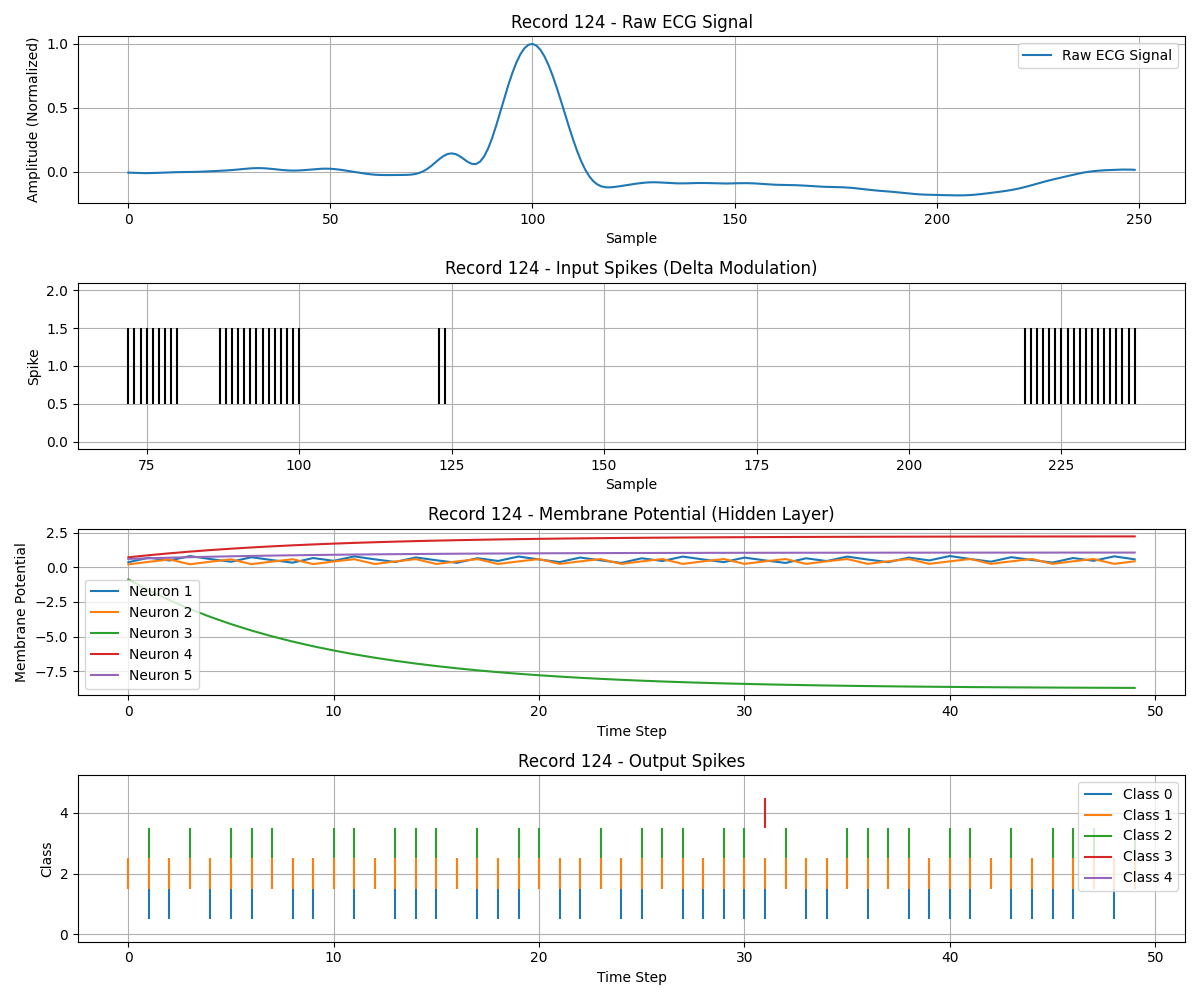 Record 124 - Raw ECG Signal
Amplitude (Normalized)
1.0
0.5
0.0
Raw ECG Signal
0 50 100 150 200 250
Sample
Record 124 - Input Spikes (Delta Modulation)
Spike
2.0
1.5
1.0
0.5
0.0
75 100 125 150 175 200 225
Sample
Record 124 - Membrane Potential (Hidden Layer)
Membrane Potential
2.5
0.0
−2.5
−5.0
−7.5
Neuron 1
Neuron 2
Neuron 3
Neuron 4
Neuron 5
0 10 20 30 40 50
Time Step
Record 124 - Output Spikes
Class
4
2
0
Class 0
Class 1
Class 2
Class 3
Class 4
0 10 20 30 40 50
Time Step